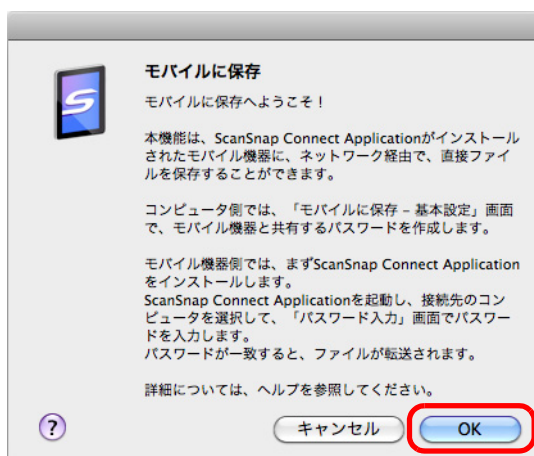 モバイルに保存
モバイルに保存へようこそ！
本機能は、ScanSnap Connect Applicationがインストール
されたモバイル機器に、ネットワーク経由で、直接ファイ
ルを保存することができます。
コンピュータ側では、「モバイルに保存 – 基本設定」画面
で、モバイル機器と共有するパスワードを作成します。
モバイル機器側では、まずScanSnap Connect Application
をインストールします。
ScanSnap Connect Applicationを起動し、接続先のコン
ピュータを選択して、「パスワード入力」画面でパスワー
ドを入力します。
パスワードが一致すると、ファイルが転送されます。
詳細については、ヘルプを参照してください。
? キャンセル OK